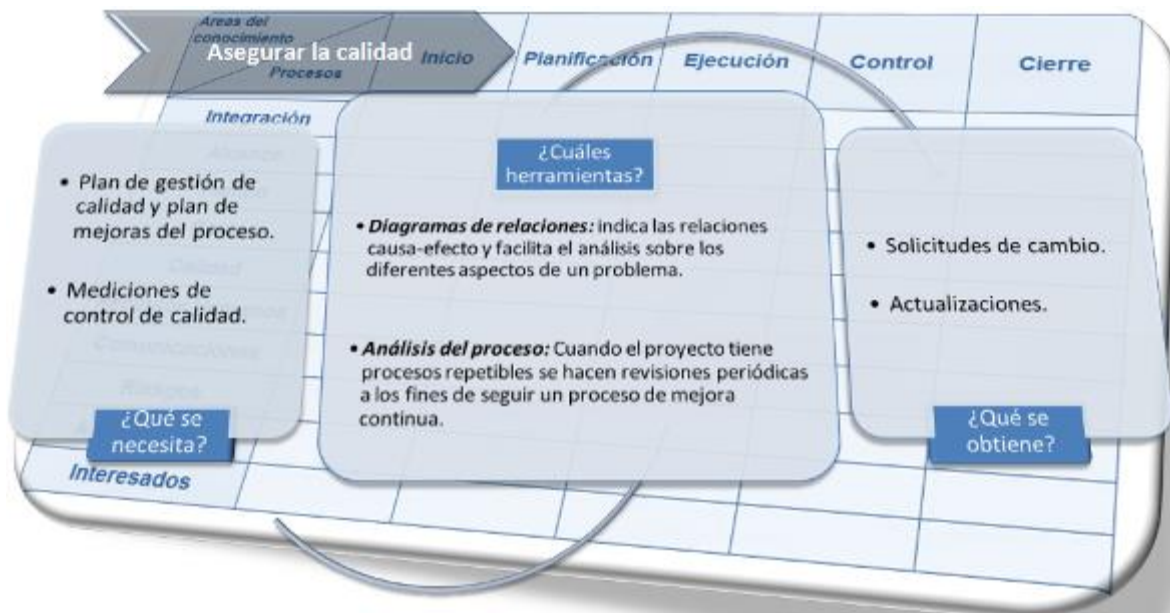 Areas del
conocimiento
Procesos
Asegurar la calidad
Inicio
Planificación
Ejecución
Control
Cierre
Integración
Alcance
Calidad
Comunicaciones
Riesgos
Interesados
• Plan de gestión de
calidad y plan de
mejoras del proceso.
• Mediciones de
control de calidad.
¿Qué se
necesita?
¿Cuáles
herramientas?
• Diagramas de relaciones: indica las relaciones
causa-efecto y facilita el análisis sobre los
diferentes aspectos de un problema.
• Análisis del proceso: Cuando el proyecto tiene
procesos repetibles se hacen revisiones periódicas
a los fines de seguir un proceso de mejora
continua.
• Solicitudes de cambio.
• Actualizaciones.
¿Qué se
obtiene?